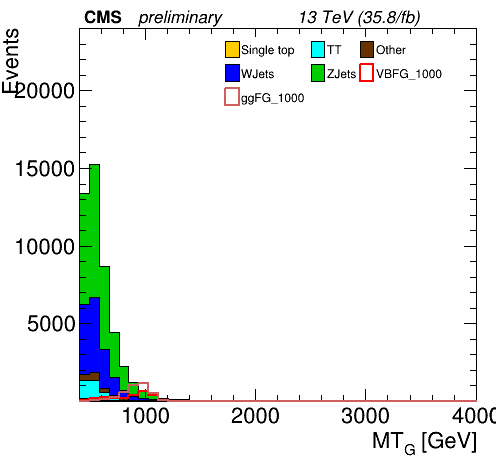 CMS preliminary 13 TeV (35.8/fb)
Events
Single top TT Other
WJets ZJets VBFG_1000
ggFG_1000
20000
15000
10000
5000
1000 2000 3000 4000
MT_G [GeV]